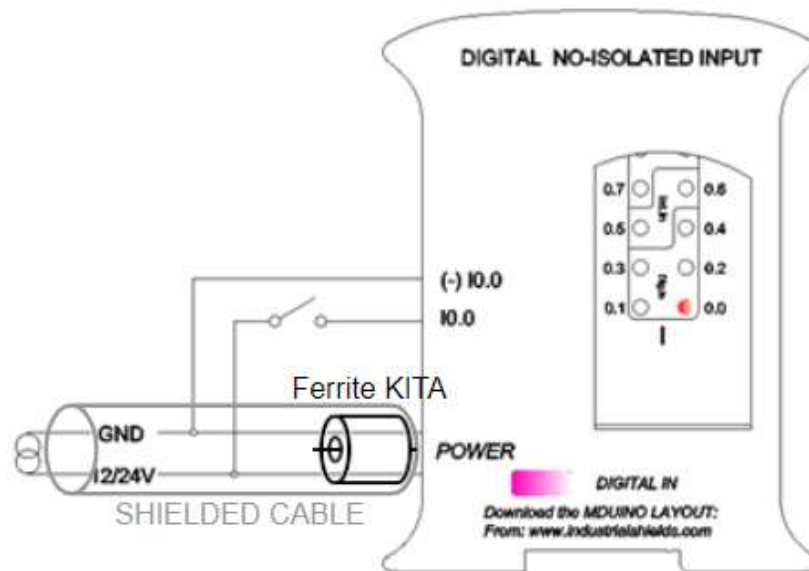 DIGITAL NO-ISOLATED INPUT
0.7 0.6
0.5 0.4
0.3 0.2
0.1 0.0
(-) I0.0
I0.0
Ferrite KITA
GND
POWER
12/24V
DIGITAL IN
SHIELDED CABLE
Download the MDUINO LAYOUT:
From: www.industrialshields.com